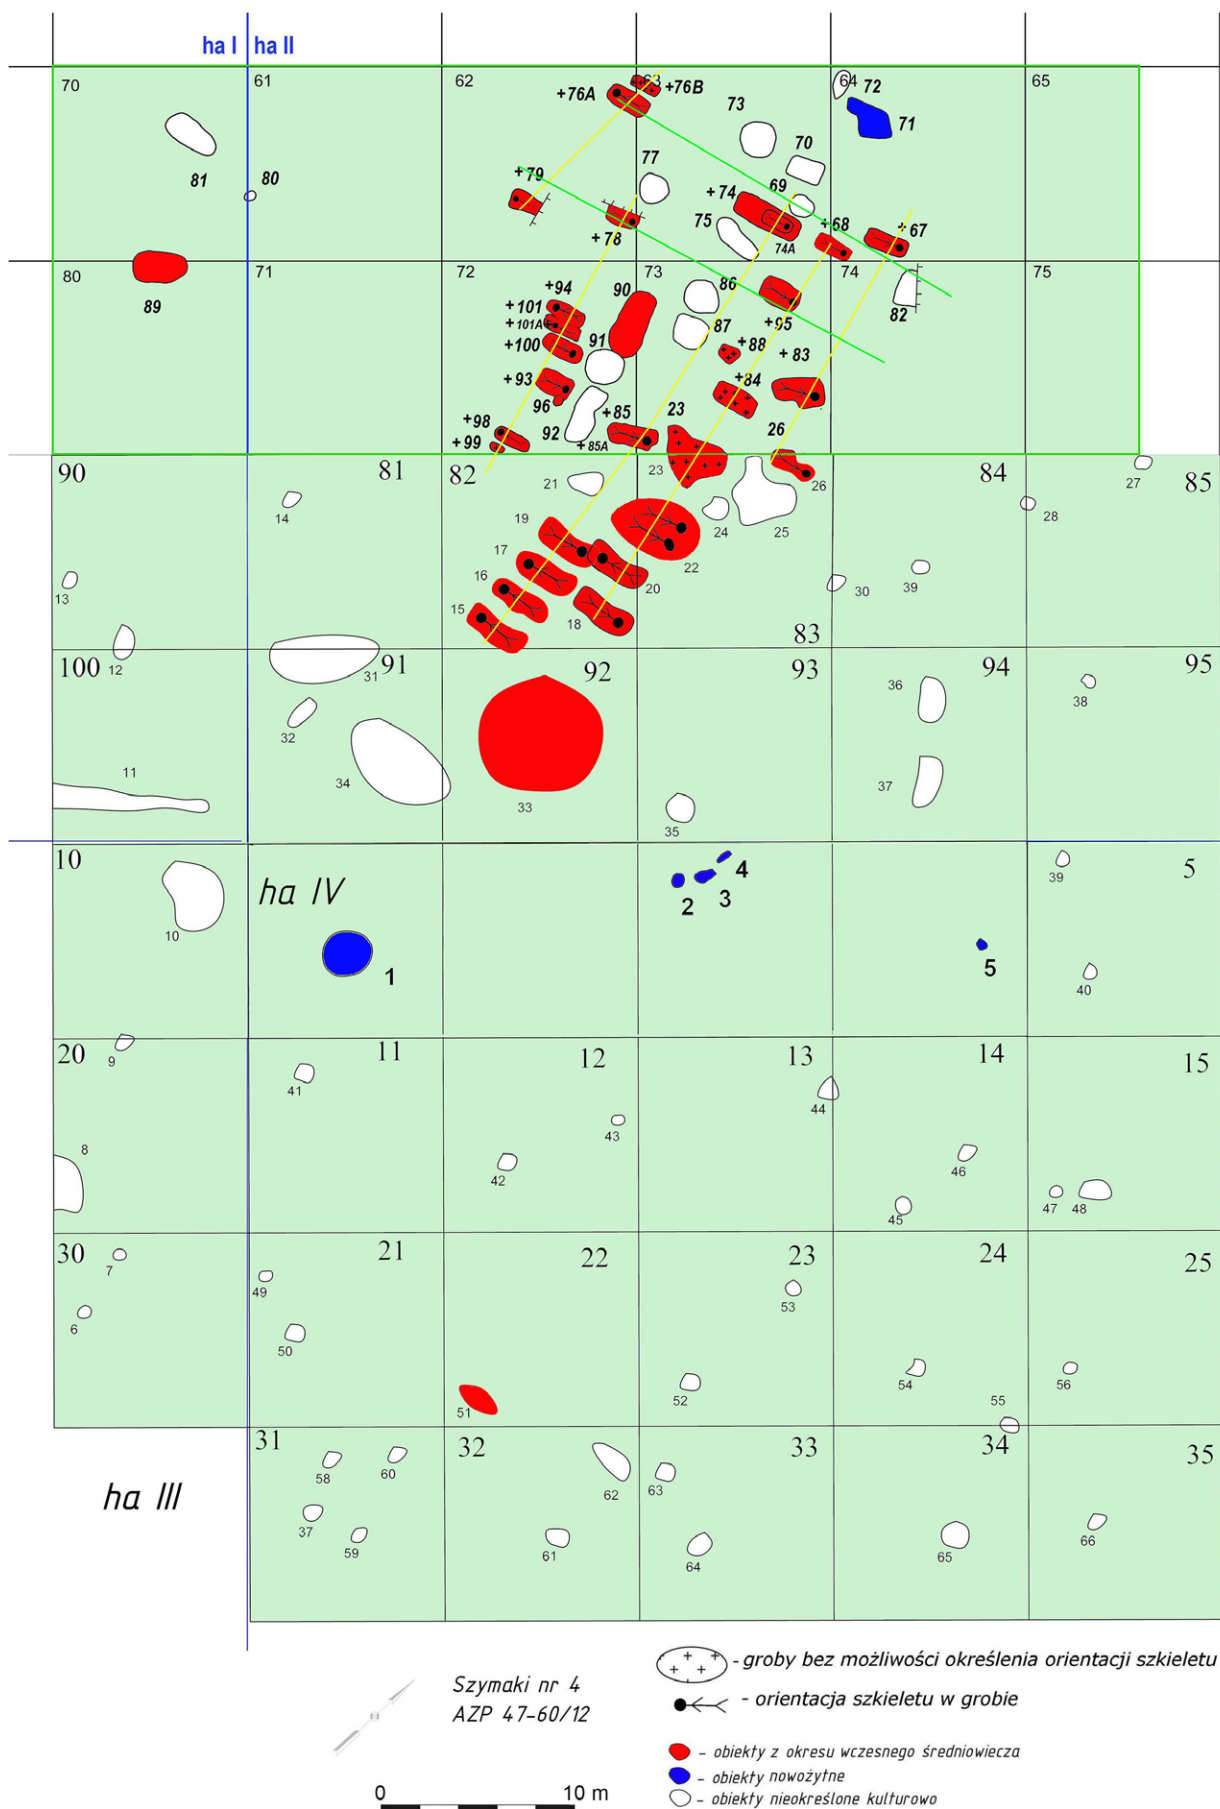 ha I ha II
70 61 62 63 64 65
+76A +76B 73 72 71
81 80 77 70
+79 +74 69 +68 +67
+78 75 74A
80 71 72 73 74 75
89 +94 90 86 82
+101 87 +95
+101A 91 +88 +83
+100
+93 +84
96 +85 23 26
+98 92
+99 +85A
90 81 82 21 23 26 84 27 85
14 24 25 28
19
17 22 39
13 16 20 30
15 18 83
12
100 31 91 92 93 36 94 95
38
32
11 34 37
33 35
10 ha IV 4 39 5
2 3
10 1 5 40
20 9 11 12 13 14 15
41 44
43
8 42 46
45 47 48
30 7 21 22 23 24 25
49 53
6
50
52 54 55 56
51
31 32 33 34 35
58 60
ha III 62 63
37 59 61 64 65 66
Szymaki nr 4
AZP 47-60/12
0 10 m
- groby bez możliwości określenia orientacji szkieletu
- orientacja szkieletu w grobie
- obiekty z okresu wczesnego średniowiecza
- obiekty nowożytne
- obiekty nieokreślone kulturowo